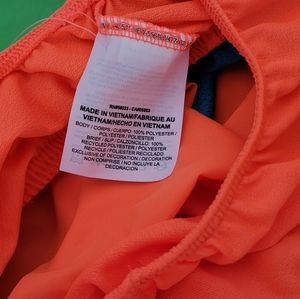 MADE IN VIETNAM/FABRIQUE AU
VIETNAM/HECHO EN VIETNAM
BODY / CORPS / CUERPO: 100% POLYESTER
/ POLYESTER / POLIÉSTER
BRIEF / SLIP / CALZONCILLO: 100%
RECYCLED POLYESTER / POLYESTER
RECYCLÉ / POLIÉSTER RECICLADO
EXCLUSIVE OF DECORATION / DÉCORATION
NON COMPRISE / NO INCLUYE LA
DECORACIÓN